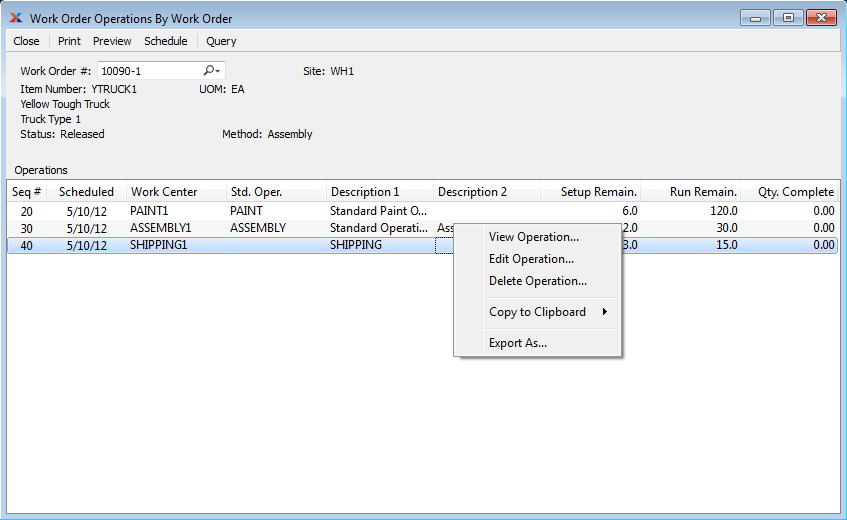 Work Order Operations By Work Order
Close Print Preview Schedule Query
Work Order #: 10090-1 Site: WH1
Item Number: YTRUCK1 UOM: EA
Yellow Tough Truck
Truck Type 1
Status: Released Method: Assembly
Operations
Seq # Scheduled Work Center Std. Oper. Description 1 Description 2 Setup Remain. Run Remain. Qty. Complete
20 5/10/12 PAINT1 PAINT Standard Paint O... 6.0 120.0 0.00
30 5/10/12 ASSEMBLY1 ASSEMBLY Standard Operati... 2.0 30.0 0.00
40 5/10/12 SHIPPING1 SHIPPING 3.0 15.0 0.00
View Operation...
Edit Operation...
Delete Operation...
Copy to Clipboard
Export As...